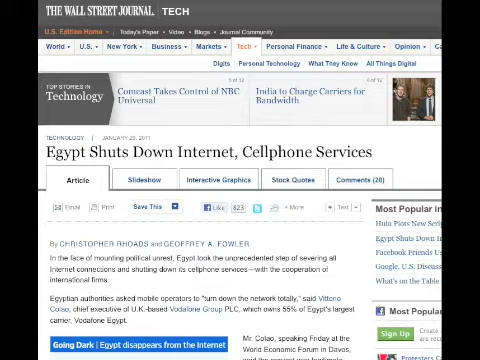 THE WALL STREET JOURNAL. TECH
U.S. Edition Home Today's Paper • Video • Blogs • Journal Community
World U.S. New York Business Markets Tech Personal Finance Life & Culture Opinion
Digits Personal Technology What They Know All Things Digital
TOP STORIES IN
Technology
5 of 12
Comcast Takes Control of NBC
Universal
6 of 12
India to Charge Carriers for
Bandwidth
TECHNOLOGY
Egypt Shuts Down Internet, Cellphone Services
Article Slideshow Interactive Graphics Stock Quotes Comments (20)
Email Print Save This Like 823 + More + Text
By CHRISTOPHER RHOADS and GEOFFREY A. FOWLER
In the face of mounting political unrest, Egypt took the unprecedented step of severing all
Internet connections and shutting down its cellphone services—with the cooperation of
international firms.
Egyptian authorities asked mobile operators to "turn down the network totally," said Vittorio
Colao, chief executive of U.K.-based Vodafone Group PLC, which owns 55% of Egypt's largest
carrier, Vodafone Egypt.
Going Dark | Egypt disappears from the Internet
Mr. Colao, speaking Friday at the
World Economic Forum in Davos,
Most Popular in
Hulu Plots New
Egypt Shuts Down
Facebook Friends
Google, U.S. Discuss
What's on the Table
Most Popular
Sign Up
Protesters